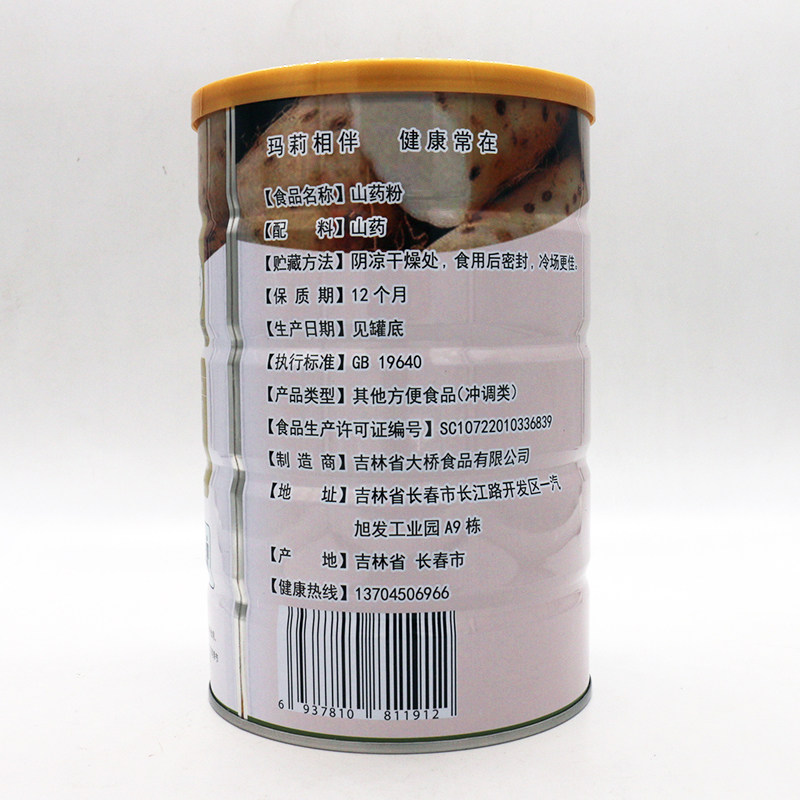 玛莉相伴 健康常在
【食品名称】山药粉
【配 料】山药
【贮藏方法】阴凉干燥处，食用后密封，冷场更佳。
【保 质 期】12个月
【生产日期】见罐底
【执行标准】GB 19640
【产品类型】其他方便食品(冲调类)
【食品生产许可证编号】SC10722010336839
【制 造 商】吉林省大桥食品有限公司
【地 址】吉林省长春市长江路开发区一汽
旭发工业园A9栋
【产 地】吉林省 长春市
【健康热线】13704506966
6 937810 811912